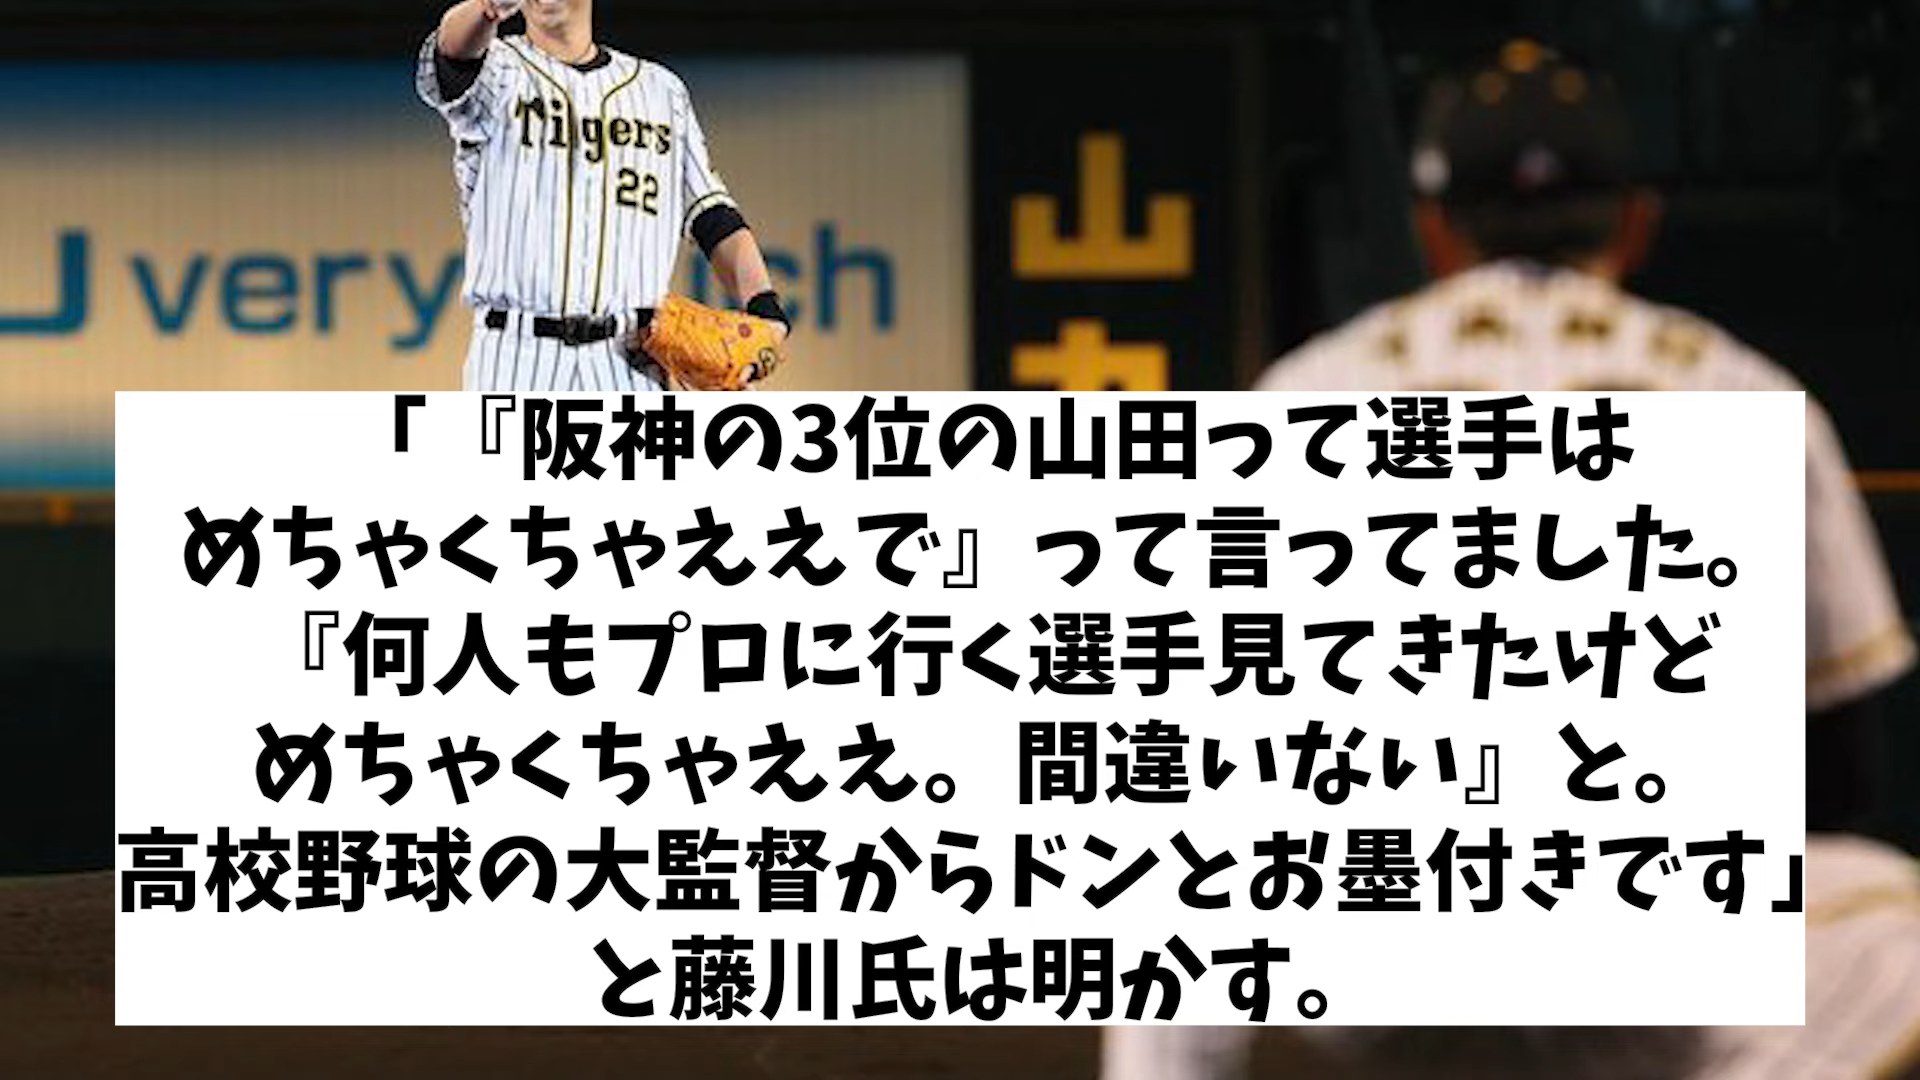 Tigers
22
U very
ch
山
「『阪神の3位の山田って選手は
めちゃくちゃええで』って言ってました。
『何人もプロに行く選手見てきたけど
めちゃくちゃええ。間違いない』と。
高校野球の大監督からドンとお墨付きです」
と藤川氏は明かす。